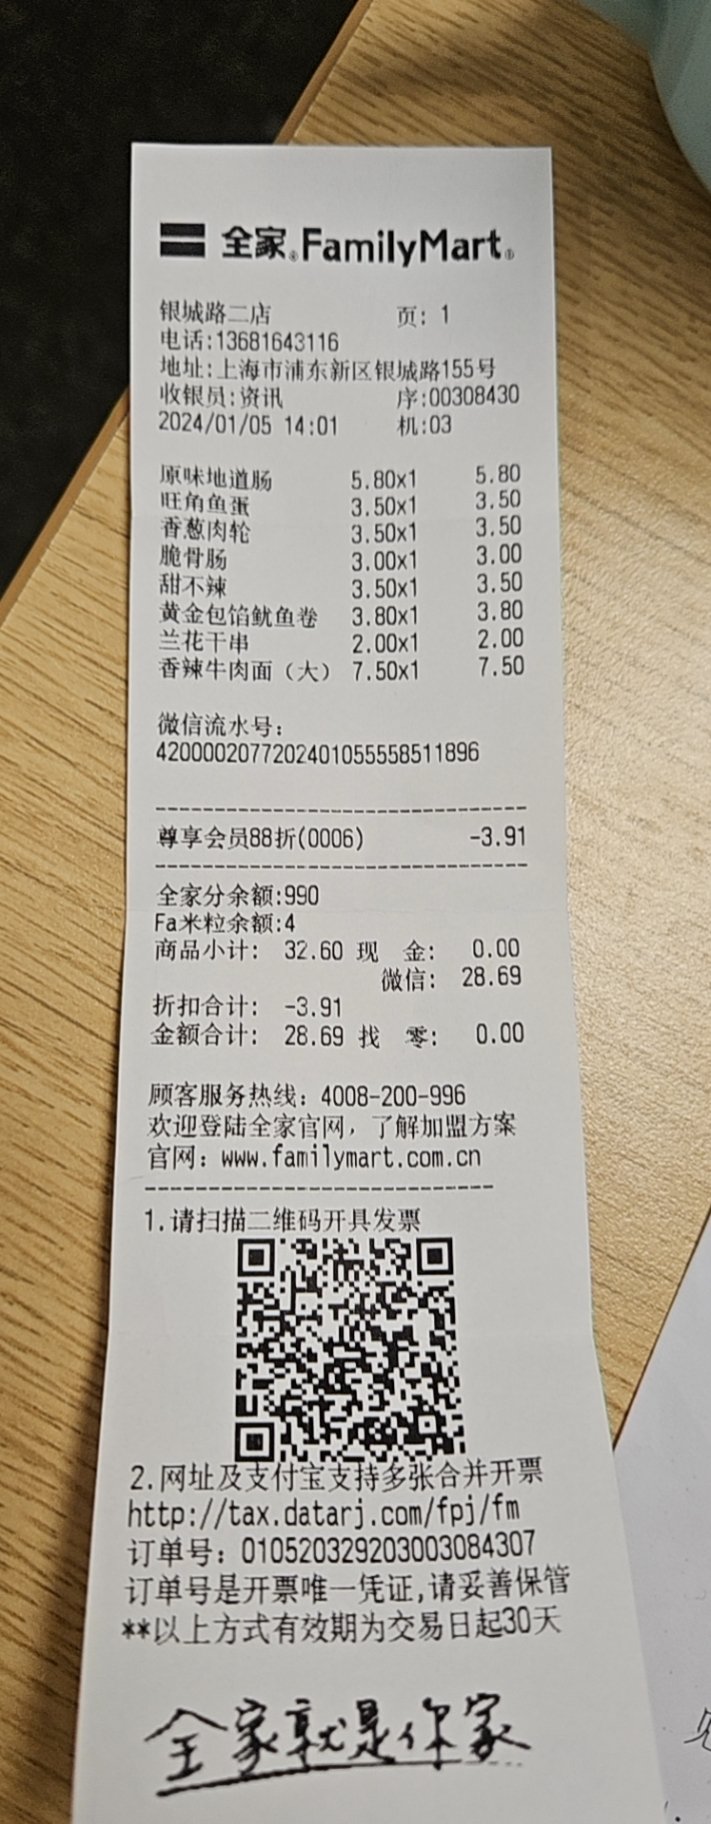 全家®FamilyMart®
银城路二店 页: 1
电话:13681643116
地址:上海市浦东新区银城路155号
收银员:资讯 序:00308430
2024/01/05 14:01 机:03
原味地道肠 5.80x1 5.80
旺角鱼蛋 3.50x1 3.50
香葱肉轮 3.50x1 3.50
脆骨肠 3.00x1 3.00
甜不辣 3.50x1 3.50
黄金包馅鱿鱼卷 3.80x1 3.80
兰花干串 2.00x1 2.00
香辣牛肉面（大） 7.50x1 7.50
微信流水号:
4200002077202401055558511896
尊享会员88折(0006) -3.91
全家分余额:990
Fa米粒余额:4
商品小计: 32.60 现 金: 0.00
微信: 28.69
折扣合计: -3.91
金额合计: 28.69 找 零: 0.00
顾客服务热线: 4008-200-996
欢迎登陆全家官网，了解加盟方案
官网: www.familymart.com.cn
1.请扫描二维码开具发票
2.网址及支付宝支持多张合并开票
http://tax.datarj.com/fpj/fm
订单号: 010520329203003084307
订单号是开票唯一凭证,请妥善保管
**以上方式有效期为交易日起30天
全家就是你家